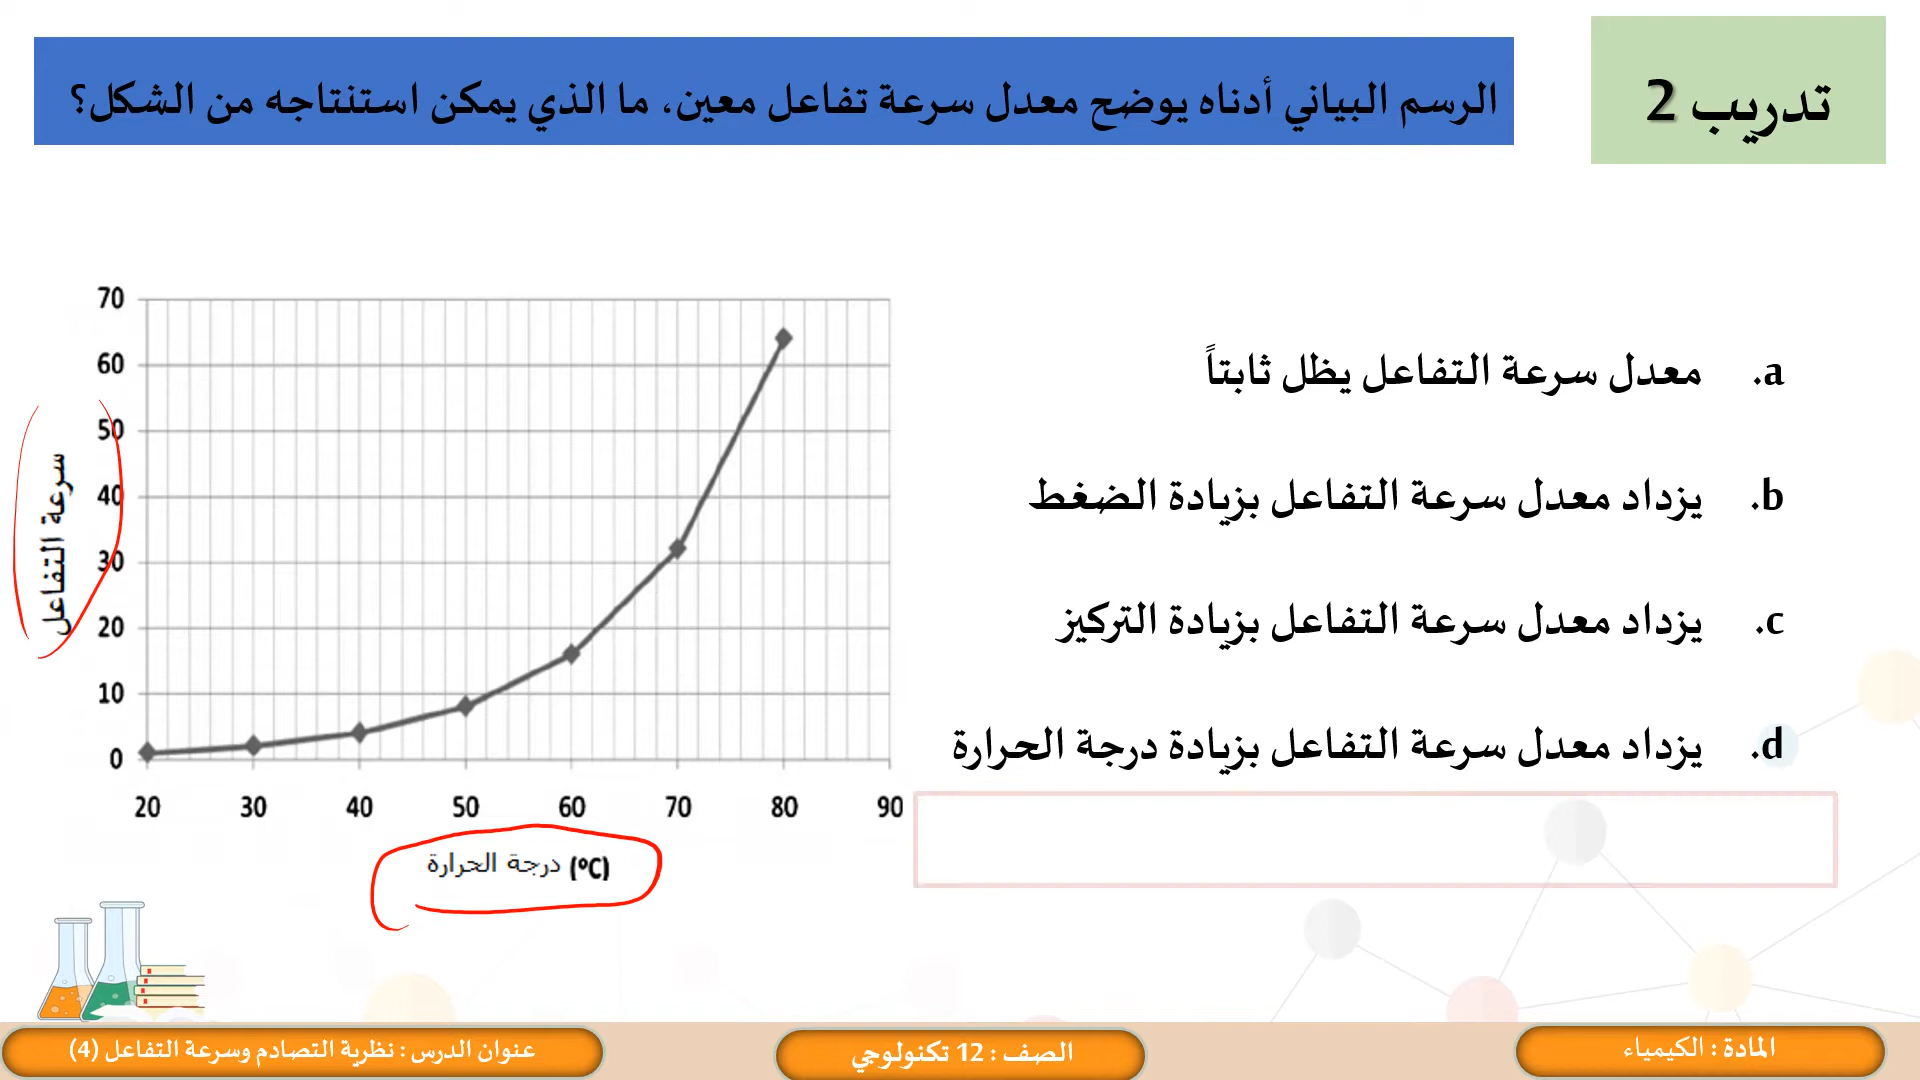 تدريب 2
الرسم البياني أدناه يوضح معدل سرعة تفاعل معين، ما الذي يمكن استنتاجه من الشكل؟
a. معدل سرعة التفاعل يظل ثابتاً
b. يزداد معدل سرعة التفاعل بزيادة الضغط
c. يزداد معدل سرعة التفاعل بزيادة التركيز
d. يزداد معدل سرعة التفاعل بزيادة درجة الحرارة
سرعة التفاعل
70
60
50
40
30
20
10
0
20 30 40 50 60 70 80 90
درجة الحرارة (ºC)
المادة : الكيمياء
الصف : 12 تكنولوجي
عنوان الدرس : نظرية التصادم وسرعة التفاعل (4)